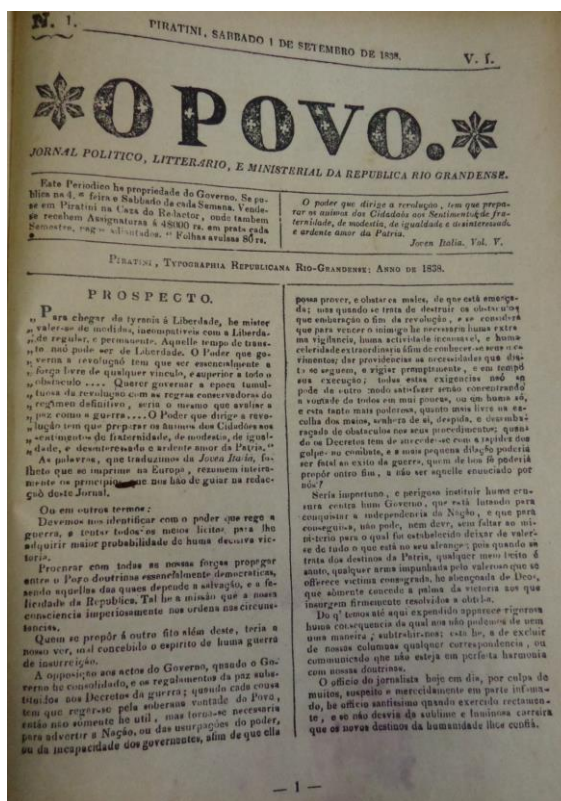 N. 1.
PIRATINI, SABBADO 1 DE SETEMBRO DE 1838.
V. I.
O POVO.
JORNAL POLITICO, LITTERARIO, E MINISTERIAL DA REPUBLICA RIO GRANDENSE.
Este Periodico he propriedade do Governo. Se pu-
blica na 4.ª feira e Sabbado de cada Semana. Vende-
se em Piratini na Caza do Redactor, onde tambem
se recebem Assignaturas á 4$000 rs. em prata cada
Semestre, pagos adiantados. Folhas avulsas 80 rs.
O poder que dirige a revolução, tem que prepa-
rar os animos dos Cidadãos aos Sentimentos de fra-
ternidade, de modestia, de igualdade e desinteressado
e ardente amor da Patria.
Joven Italia. Vol. V.
PIRATINI, TYPOGRAPHIA REPUBLICANA RIO-GRANDENSE: ANNO DE 1838.
PROSPECTO.
„ Para chegar da tyrania á Liberdade, he mister
„ valer-se de medidas, incompativeis com a Liberda-
„ de regular, e permanente. Aquelle tempo de trans-
„ to não pode ser de Liberdade. O Poder que go-
„ verna a revolução tem que ser essencialmente a
„ força livre de qualquer vinculo, e superior a todo o
„ obstaculo .... Querer governar a epoca tumul-
„ tuosa da revolução com as regras conservadoras do
„ regimen definitivo, seria o mesmo que avaliar a
„ paz como a guerra....O Poder que dirige a revo-
„ lução tem que preparar os animos dos Cidadãos aos
„ sentimentos de fraternidade, de modestia, de igual-
„ dade, e desinteressado e ardente amor da Patria.”
As palavras, que traduzimos da Joven Italia, fo-
lheto que se imprime na Europa, rezumem inteira-
mente os principios que nos hão de guiar na redac-
ção deste Jornal.
Ou em outros termos:
Devemos nos identificar com o poder que rege a
guerra, e tentar todos os meios licitos para lhe
adquirir maior probabilidade de huma decisiva vic-
toria.
Procurar com todas as nossas forças propagar
entre o Povo doutrinas essencialmente democraticas,
sendo aquellas das quaes depende a salvação, e a fe-
licidade da Republica. Tal he a missão que a nossa
consciencia imperiosamente nos ordena nas circuns-
tancias.
Quem se propôr á outro fito além deste, teria a
nosso ver, mal concebido o espirito de huma guerra
de insurreição.
A opposição aos actos do Governo, quando o Go-
verno he consolidado, e os regulamentos da paz subs-
tituidos aos Decretos da guerra; quando cada cousa
tem que reger-se pela soberana vontade do Povo,
então não sómente he util, mas torna-se necessaria
para advertir a Nação, ou das usurpações do poder,
ou da incapacidade dos governantes, afim de que ella
possa prover, e obstar os males, de que está ameaça-
da; mas quando se trata de destruir os obstaculos
que embaração o fim da revolução, e se considera
que para vencer o inimigo he necessario huma extre-
ma vigilancia, huma actividade incansavel, e huma
celeridade extraordinaria afim de conhecer-se seus mo-
vimentos; dar providencias as necessidades que dia-
to se seguem, e vigiar promptamente, e em tempo
sua execução; todas estas exigencias não se
pode de outro modo satisfazer senão concentrando
a vontade de todos em mui poucos, ou um homem só,
e esta tanto mais poderosa, quanto mais livre na es-
colha dos meios, senhora de si, despida, e desemba-
raçada de obstaculos nos seus procedimentos; quan-
do os Decretos tem de succede-se com a rapidez dos
golpes no combate, e a mais pequena dilação poderia
ser fatal ao exito da guerra, quem de boa fé poderia
propôr outro fim, a não ser aquelle enunciado por
nós?
Seria importuno, e perigoso instituir huma cen-
sura contra hum Governo, que está lutando para
conquistar a independencia da Nação, e que para
consegui-la, não pode, nem deve, sem faltar ao mi-
nisterio para o qual foi estabelecido deixar de valer-
se de tudo o que está ao seu alcance; pois quando se
trata dos destinos da Patria, qualquer meio leito é
santo, qualquer arma impunhada pelo valeroso que se
offerece victima consagrada, he abençoada de Deos,
que sómente concede a palma da victoria aos que
insurgem firmemente resolvidos a obtê-la.
Do q' temos até aqui expendido apparece rigorosa
huma consequencia da qual nós não podemos de nem
uma maneira subtrahir-nos; esta he, a de excluir
de nossas columnas qualquer correspondencia, ou
communicado que não esteja em perfeita harmonia
com nossas doutrinas.
O officio de jornalista hoje em dia, por culpa de
muitos, suspeito e merecidamente em parte infama-
do, he officio santissimo quando exercido rectamen-
te, e se não desvia da sublime e luminosa carreira
que os novos destinos da humanidade lhe confia.
— 1 —